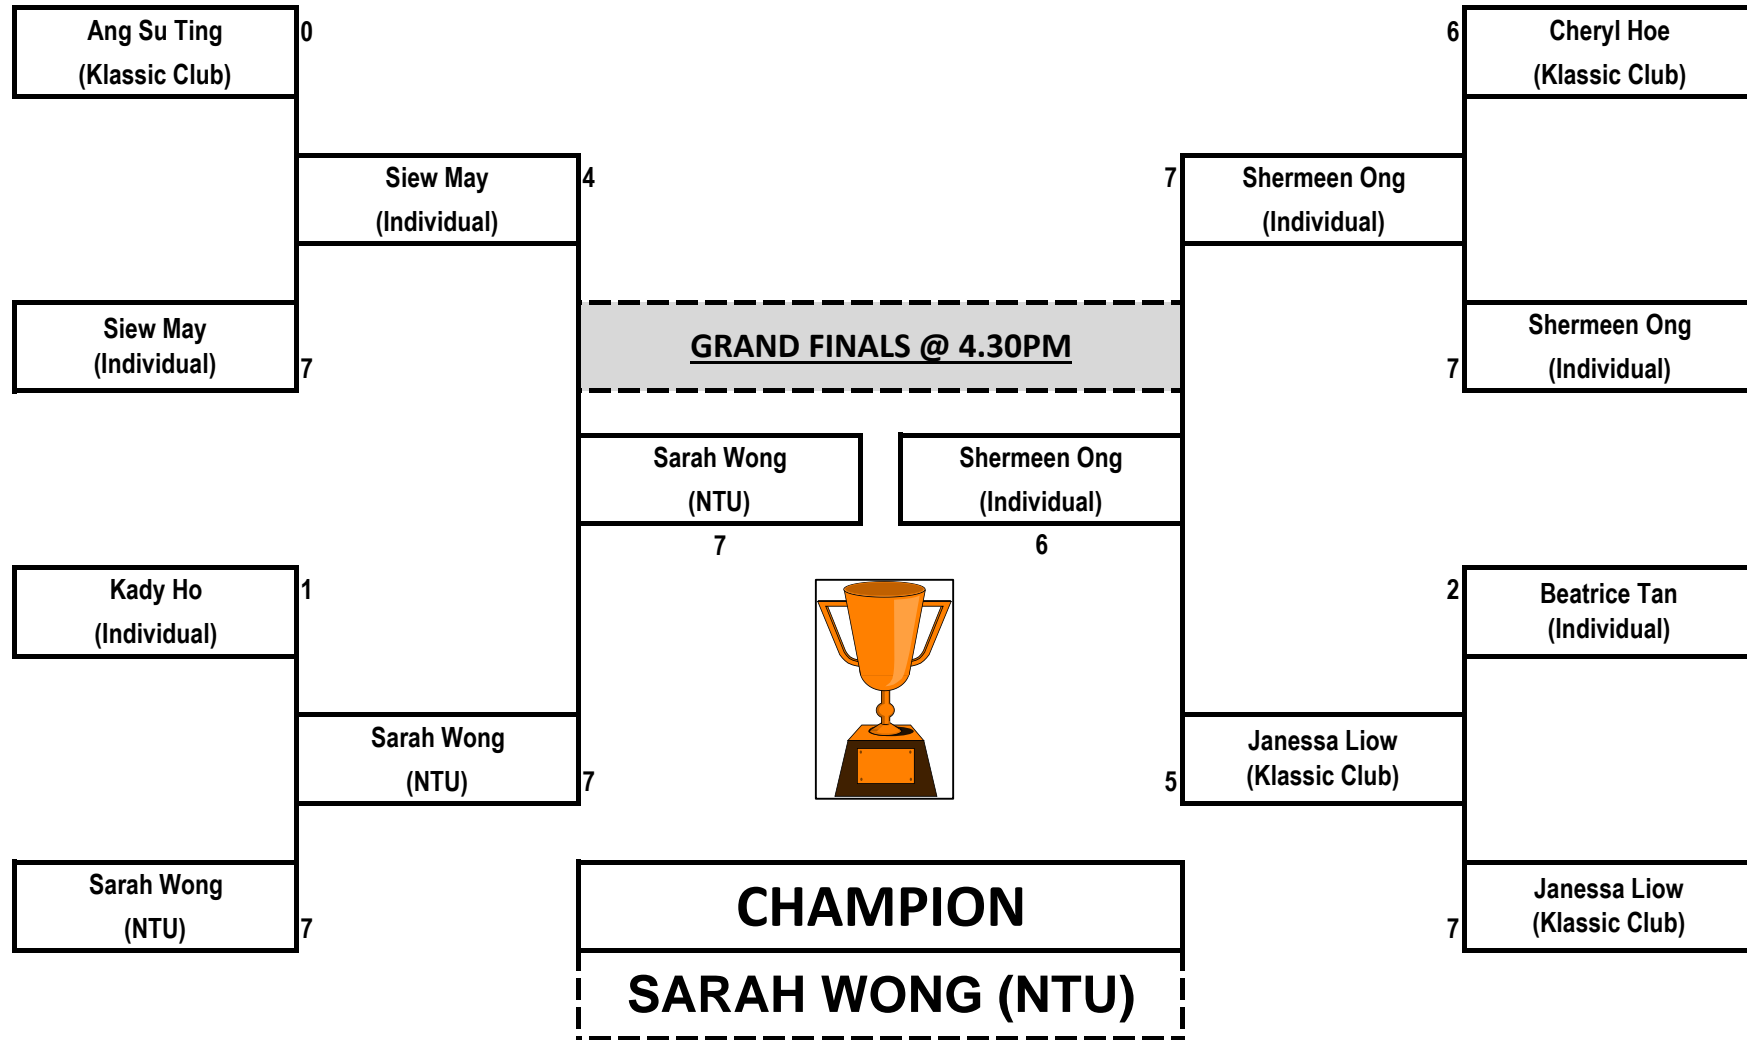 Ang Su Ting
(Klassic Club)
0
6
Cheryl Hoe
(Klassic Club)
Siew May
(Individual)
4
7
Shermeen Ong
(Individual)
Siew May
(Individual)
7
GRAND FINALS @ 4.30PM
7
Shermeen Ong
(Individual)
Sarah Wong
(NTU)
7
Shermeen Ong
(Individual)
6
Kady Ho
(Individual)
1
2
Beatrice Tan
(Individual)
Sarah Wong
(NTU)
7
5
Janessa Liow
(Klassic Club)
Sarah Wong
(NTU)
7
7
Janessa Liow
(Klassic Club)
CHAMPION
SARAH WONG (NTU)